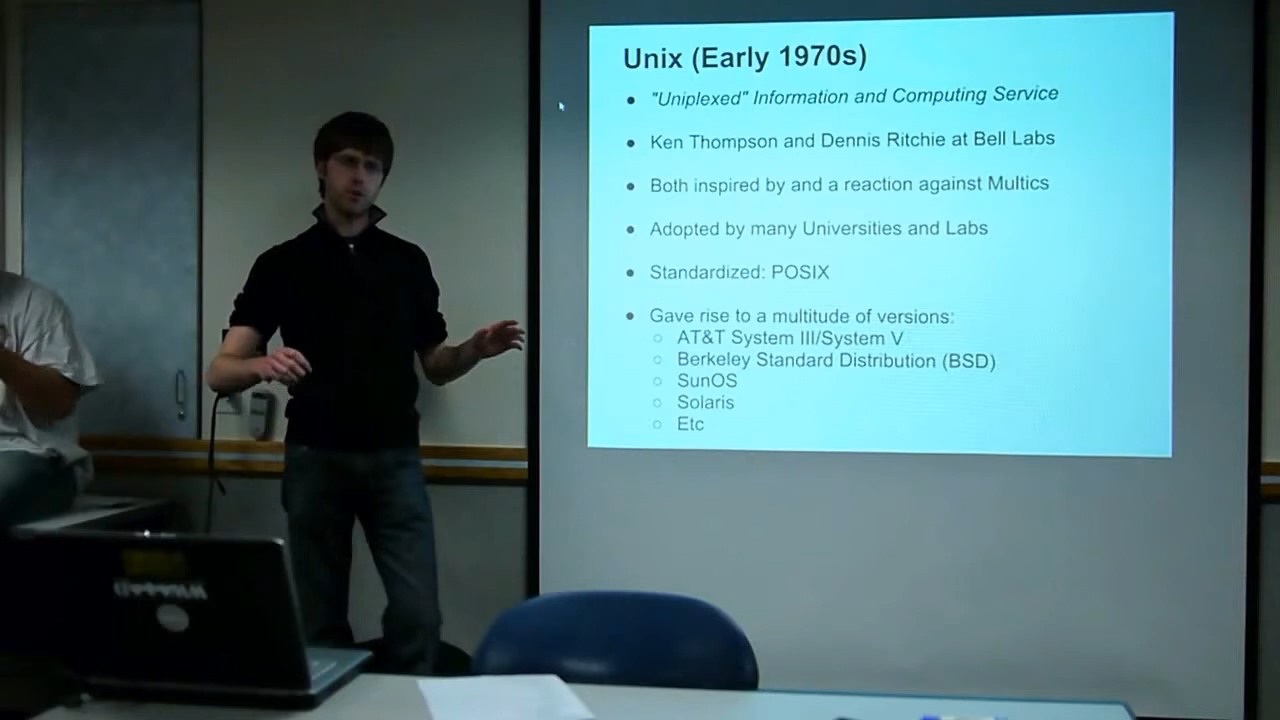 Unix (Early 1970s)
• "Uniplexed" Information and Computing Service
• Ken Thompson and Dennis Ritchie at Bell Labs
• Both inspired by and a reaction against Multics
• Adopted by many Universities and Labs
• Standardized: POSIX
• Gave rise to a multitude of versions:
○ AT&T System III/System V
○ Berkeley Standard Distribution (BSD)
○ SunOS
○ Solaris
○ Etc